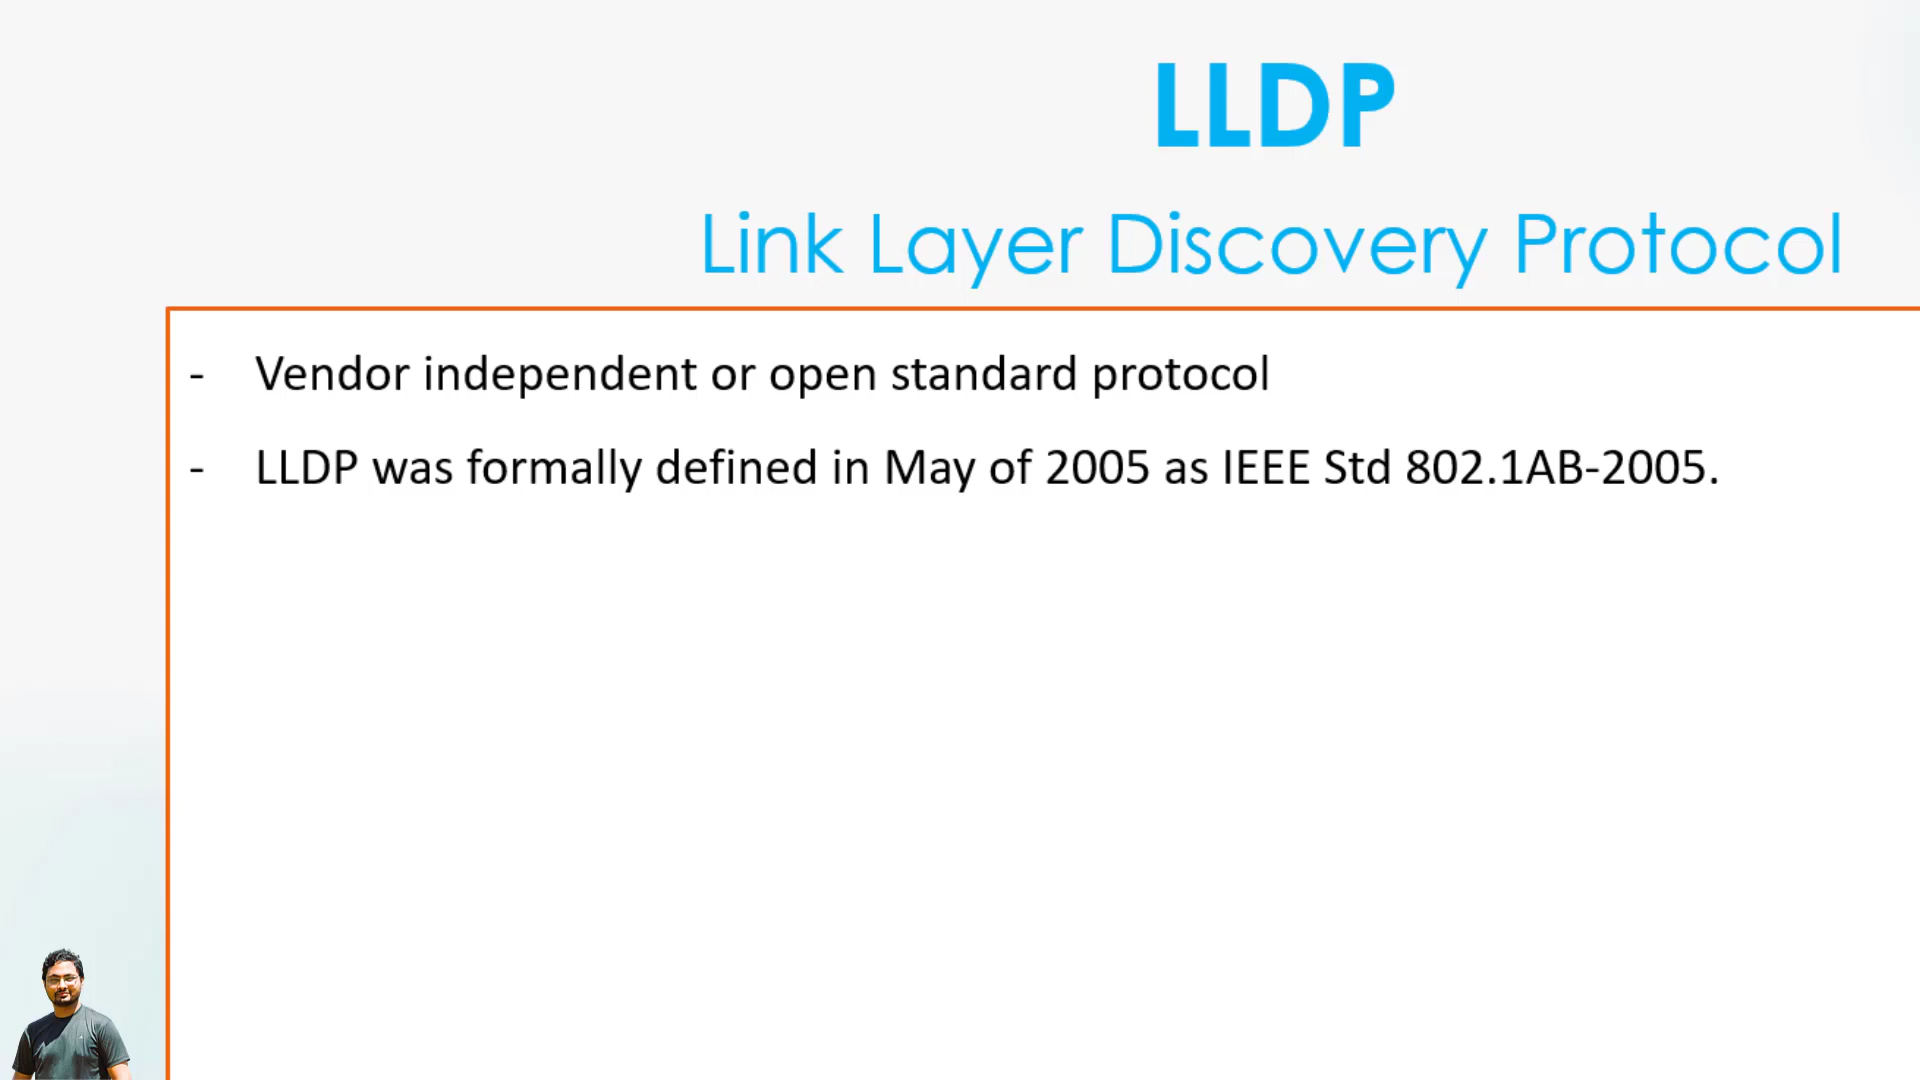 LLDP
Link Layer Discovery Protocol
- Vendor independent or open standard protocol
- LLDP was formally defined in May of 2005 as IEEE Std 802.1AB-2005.